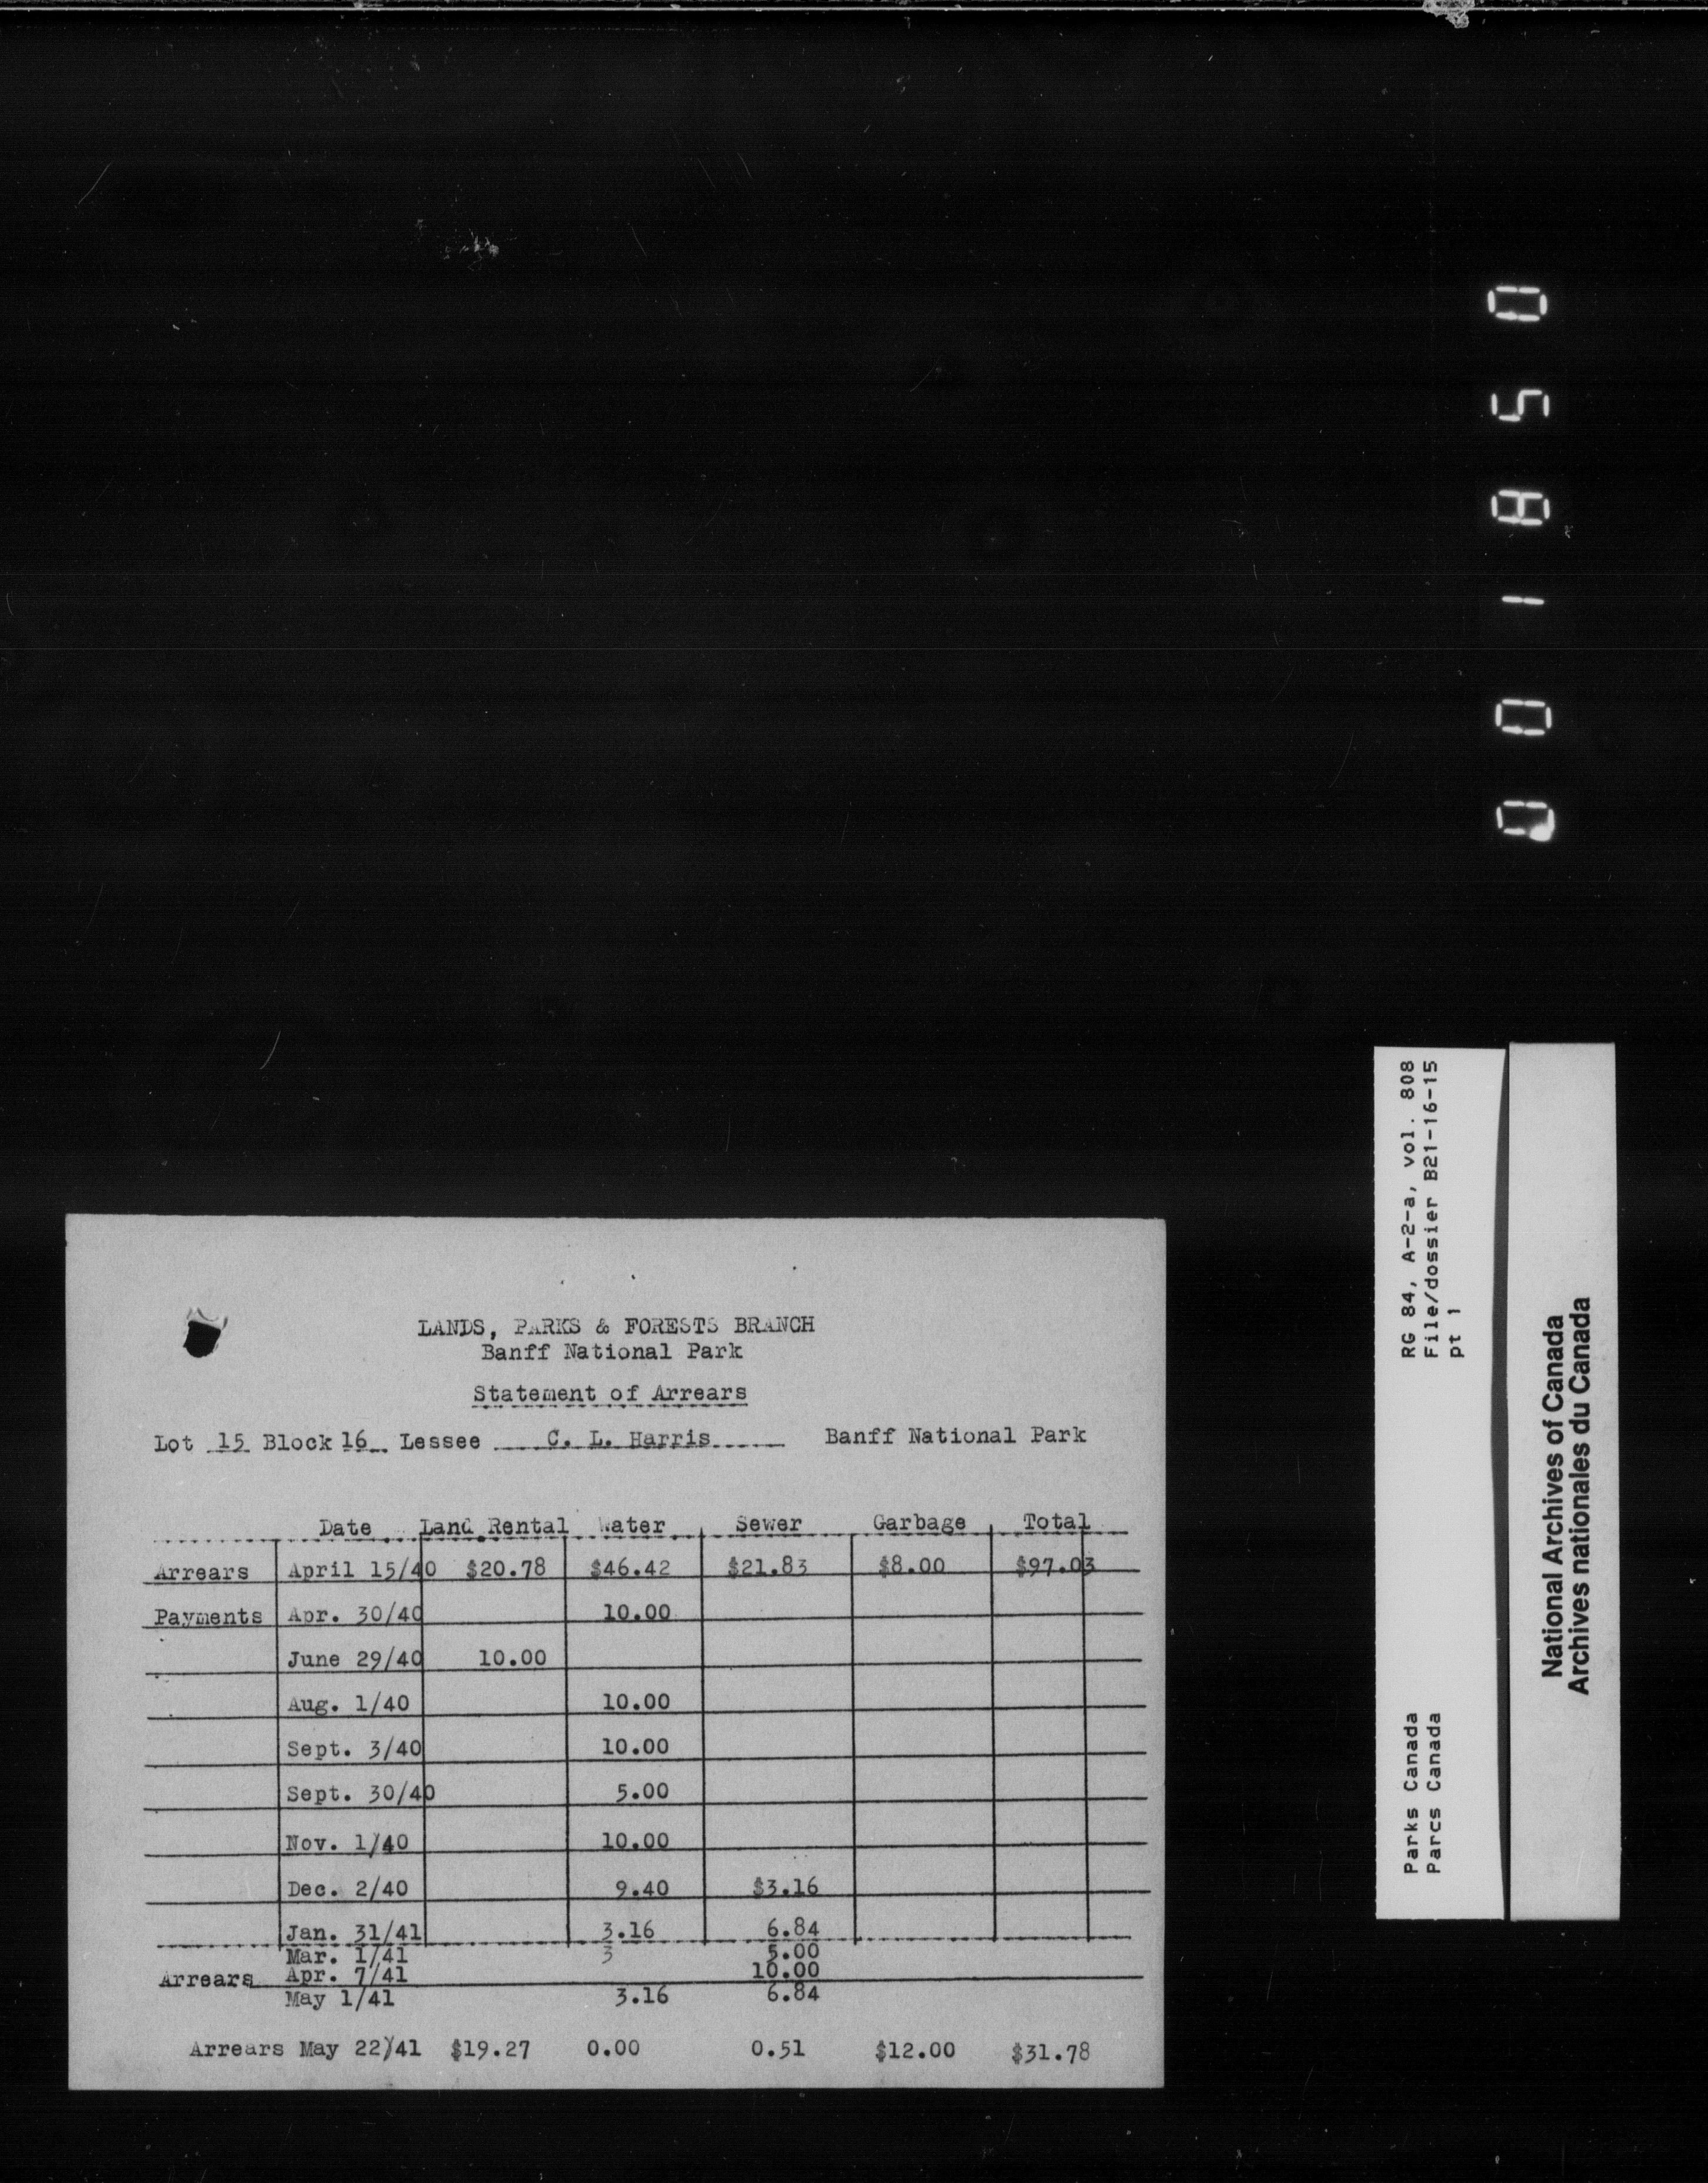 LANDS, PARKS & FORESTS BRANCH
Banff National Park
Statement of Arrears
Lot 15 Block 16 Lessee C. L. Harris Banff National Park
Date Land Rental Water Sewer Garbage Total
Arrears April 15/40 $20.78 $46.42 $21.83 $8.00 $97.03
Payments Apr. 30/40 10.00
June 29/40 10.00
Aug. 1/40 10.00
Sept. 3/40 10.00
Sept. 30/40 5.00
Nov. 1/40 10.00
Dec. 2/40 9.40 $3.16
Jan. 31/41 3.16 6.84
Mar. 1/41 3 5.00
Arrears Apr. 7/41 10.00
May 1/41 3.16 6.84
Arrears May 22/41 $19.27 0.00 0.51 $12.00 $31.78
Parks Canada RG 84, A-2-a, vol. 808
Parcs Canada File/dossier B21-16-15
pt 1
National Archives of Canada
Archives nationales du Canada